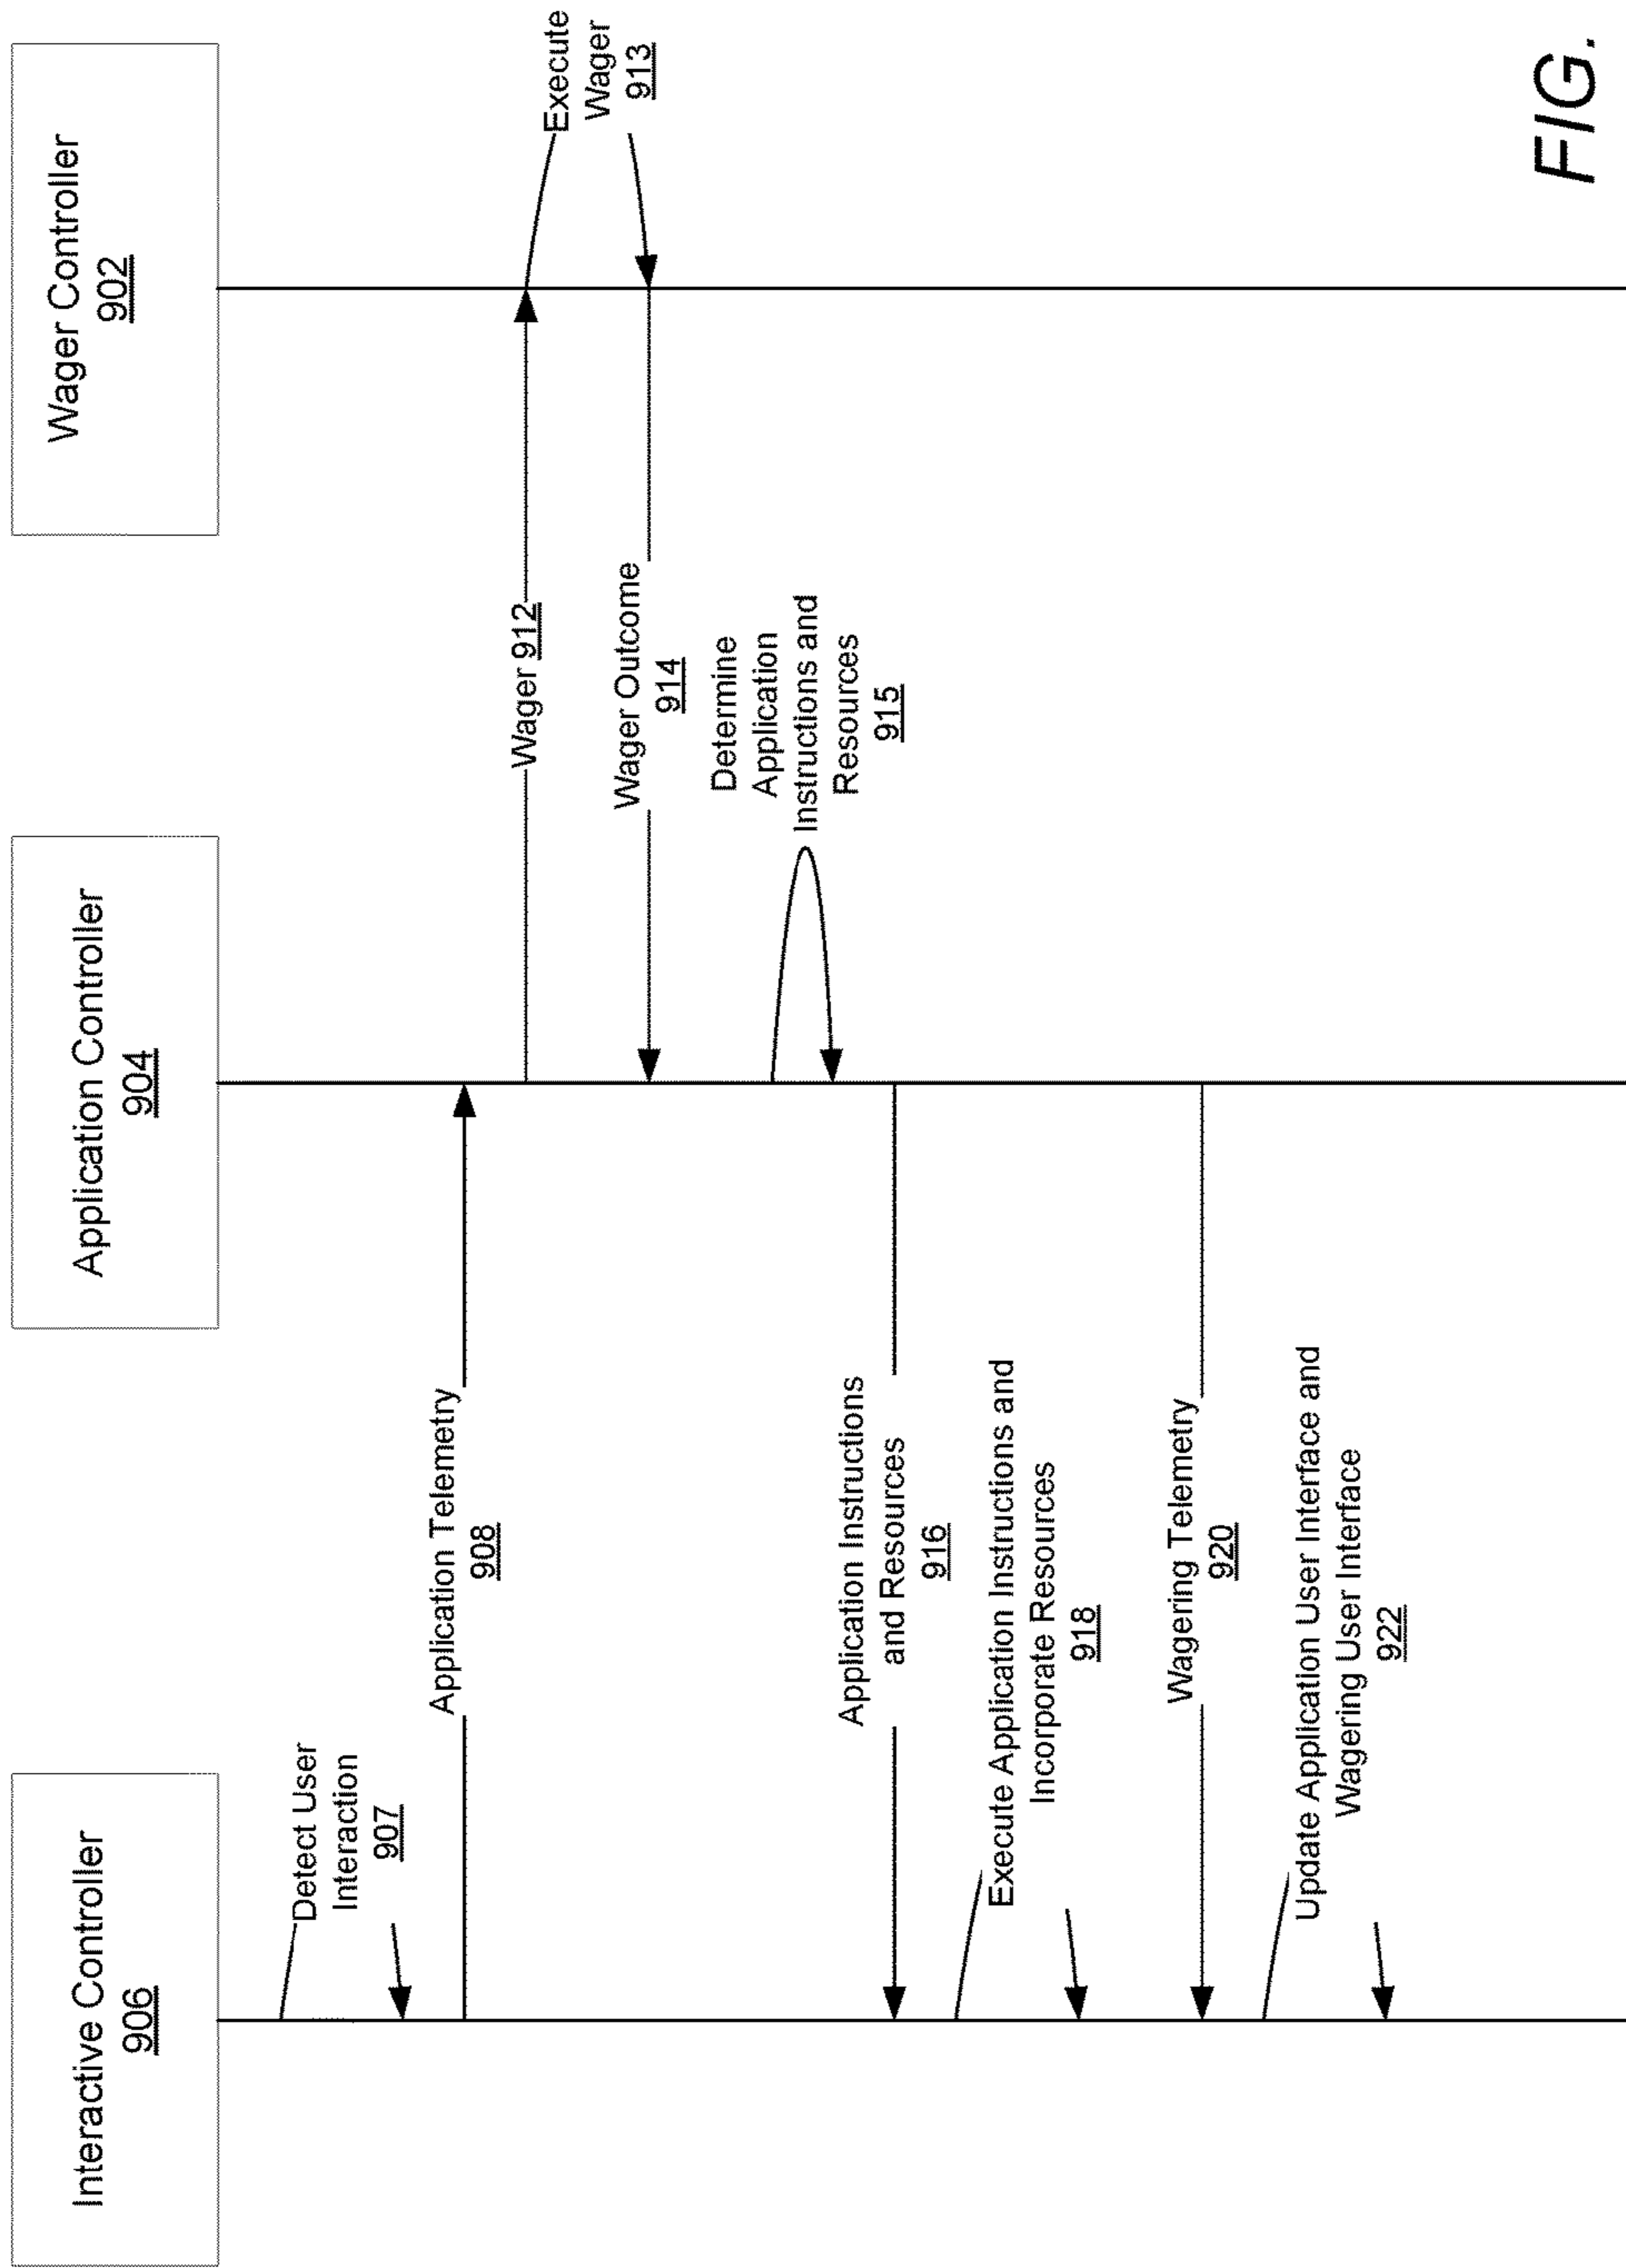 Interactive Controller
906
Application Controller
904
Wager Controller
902
Detect User
Interaction
907
Application Telemetry
908
Wager 912
Execute
Wager
913
Wager Outcome
914
Determine
Application
Instructions and
Resources
915
Application Instructions
and Resources
916
Execute Application Instructions and
Incorporate Resources
918
Wagering Telemetry
920
Update Application User Interface and
Wagering User Interface
922
FIG.